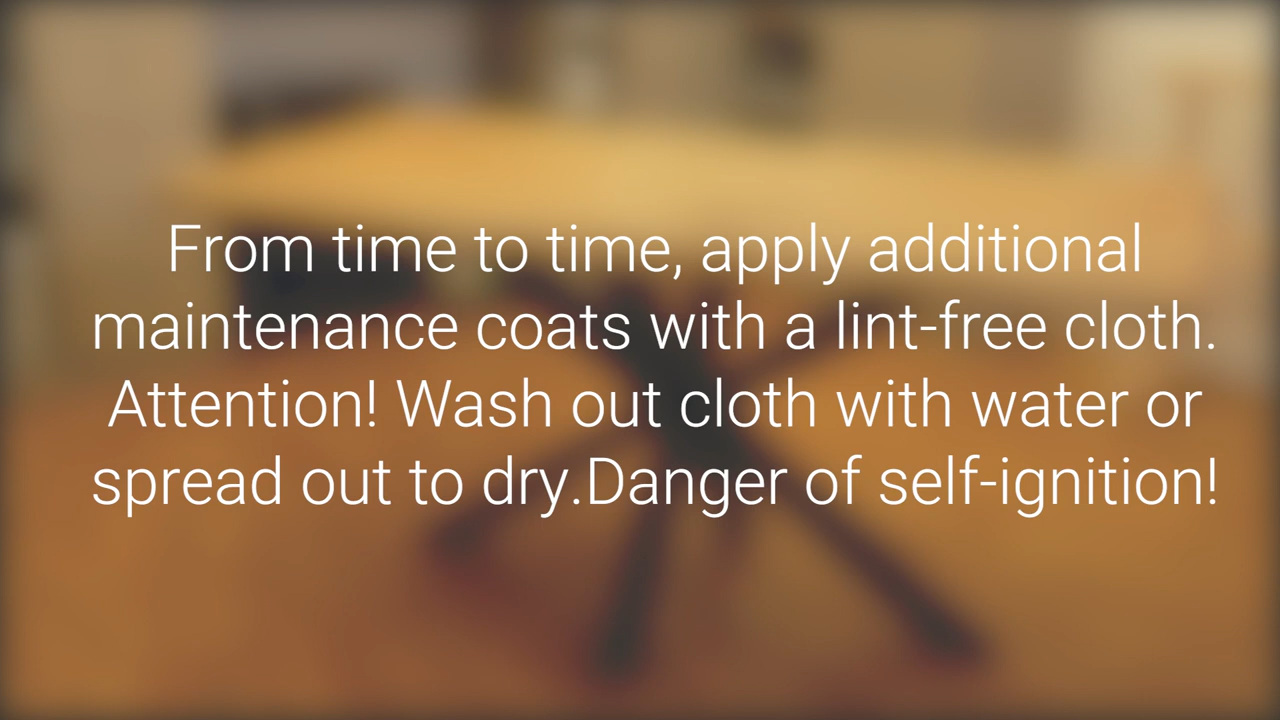 From time to time, apply additional
maintenance coats with a lint-free cloth.
Attention! Wash out cloth with water or
spread out to dry.Danger of self-ignition!